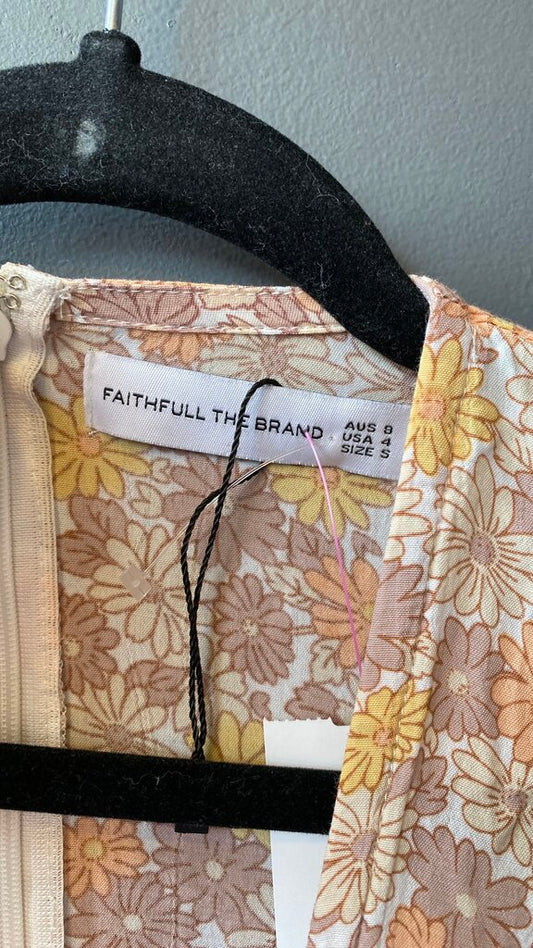 FAITHFULL THE BRAND
AUS 8
USA 4
SIZE S